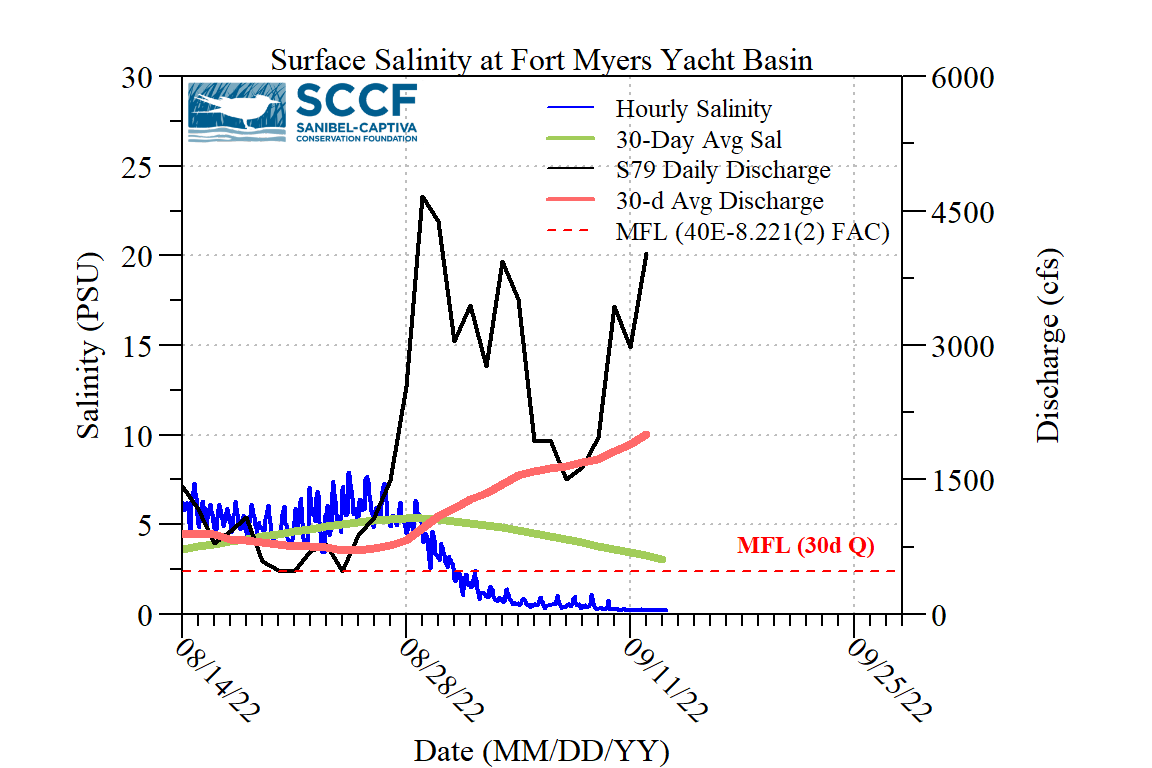 Surface Salinity at Fort Myers Yacht Basin
SCCF
SANIBEL-CAPTIVA
CONSERVATION FOUNDATION
Hourly Salinity
30-Day Avg Sal
S79 Daily Discharge
30-d Avg Discharge
MFL (40E-8.221(2) FAC)
30
25
20
15
10
5
0
Salinity (PSU)
6000
4500
3000
1500
0
Discharge (cfs)
MFL (30d Q)
08/14/22
08/28/22
09/11/22
09/25/22
Date (MM/DD/YY)